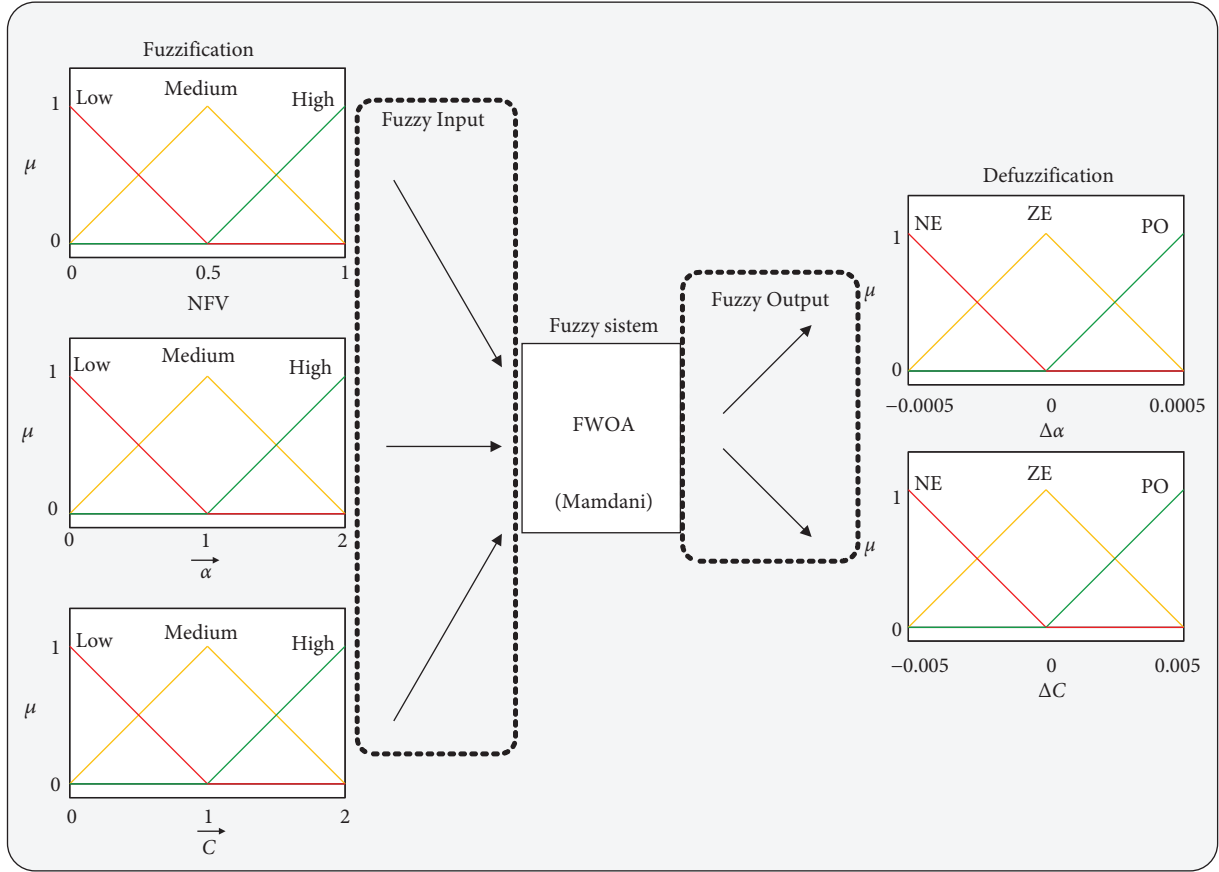 Fuzzification
1
Low
Medium
High
μ
0
0
0.5
1
NFV
1
Low
Medium
High
μ
0
0
1
2
α
1
Low
Medium
High
μ
0
0
1
2
C
Fuzzy Input
Fuzzy sistem
FWOA
(Mamdani)
Fuzzy Output
Defuzzification
1
NE
ZE
PO
μ
0
−0.0005
0
0.0005
Δα
1
NE
ZE
PO
μ
0
−0.005
0
0.005
ΔC